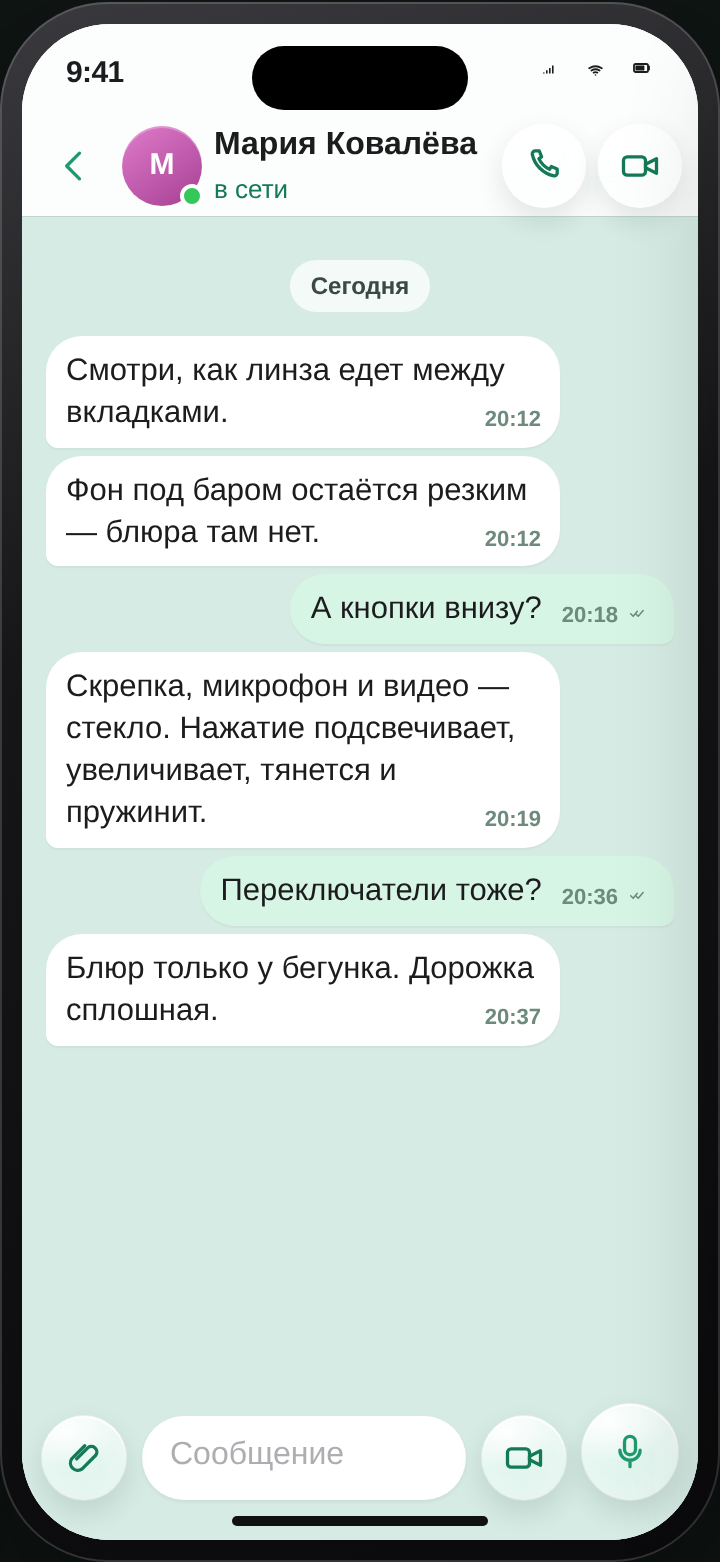 9:41
М
Мария Ковалёва
в сети
Сегодня
Смотри, как линза едет между
вкладками.
20:12
Фон под баром остаётся резким
— блюра там нет.
20:12
А кнопки внизу?
20:18
Скрепка, микрофон и видео —
стекло. Нажатие подсвечивает,
увеличивает, тянется и
пружинит.
20:19
Переключатели тоже?
20:36
Блюр только у бегунка. Дорожка
сплошная.
20:37
Сообщение